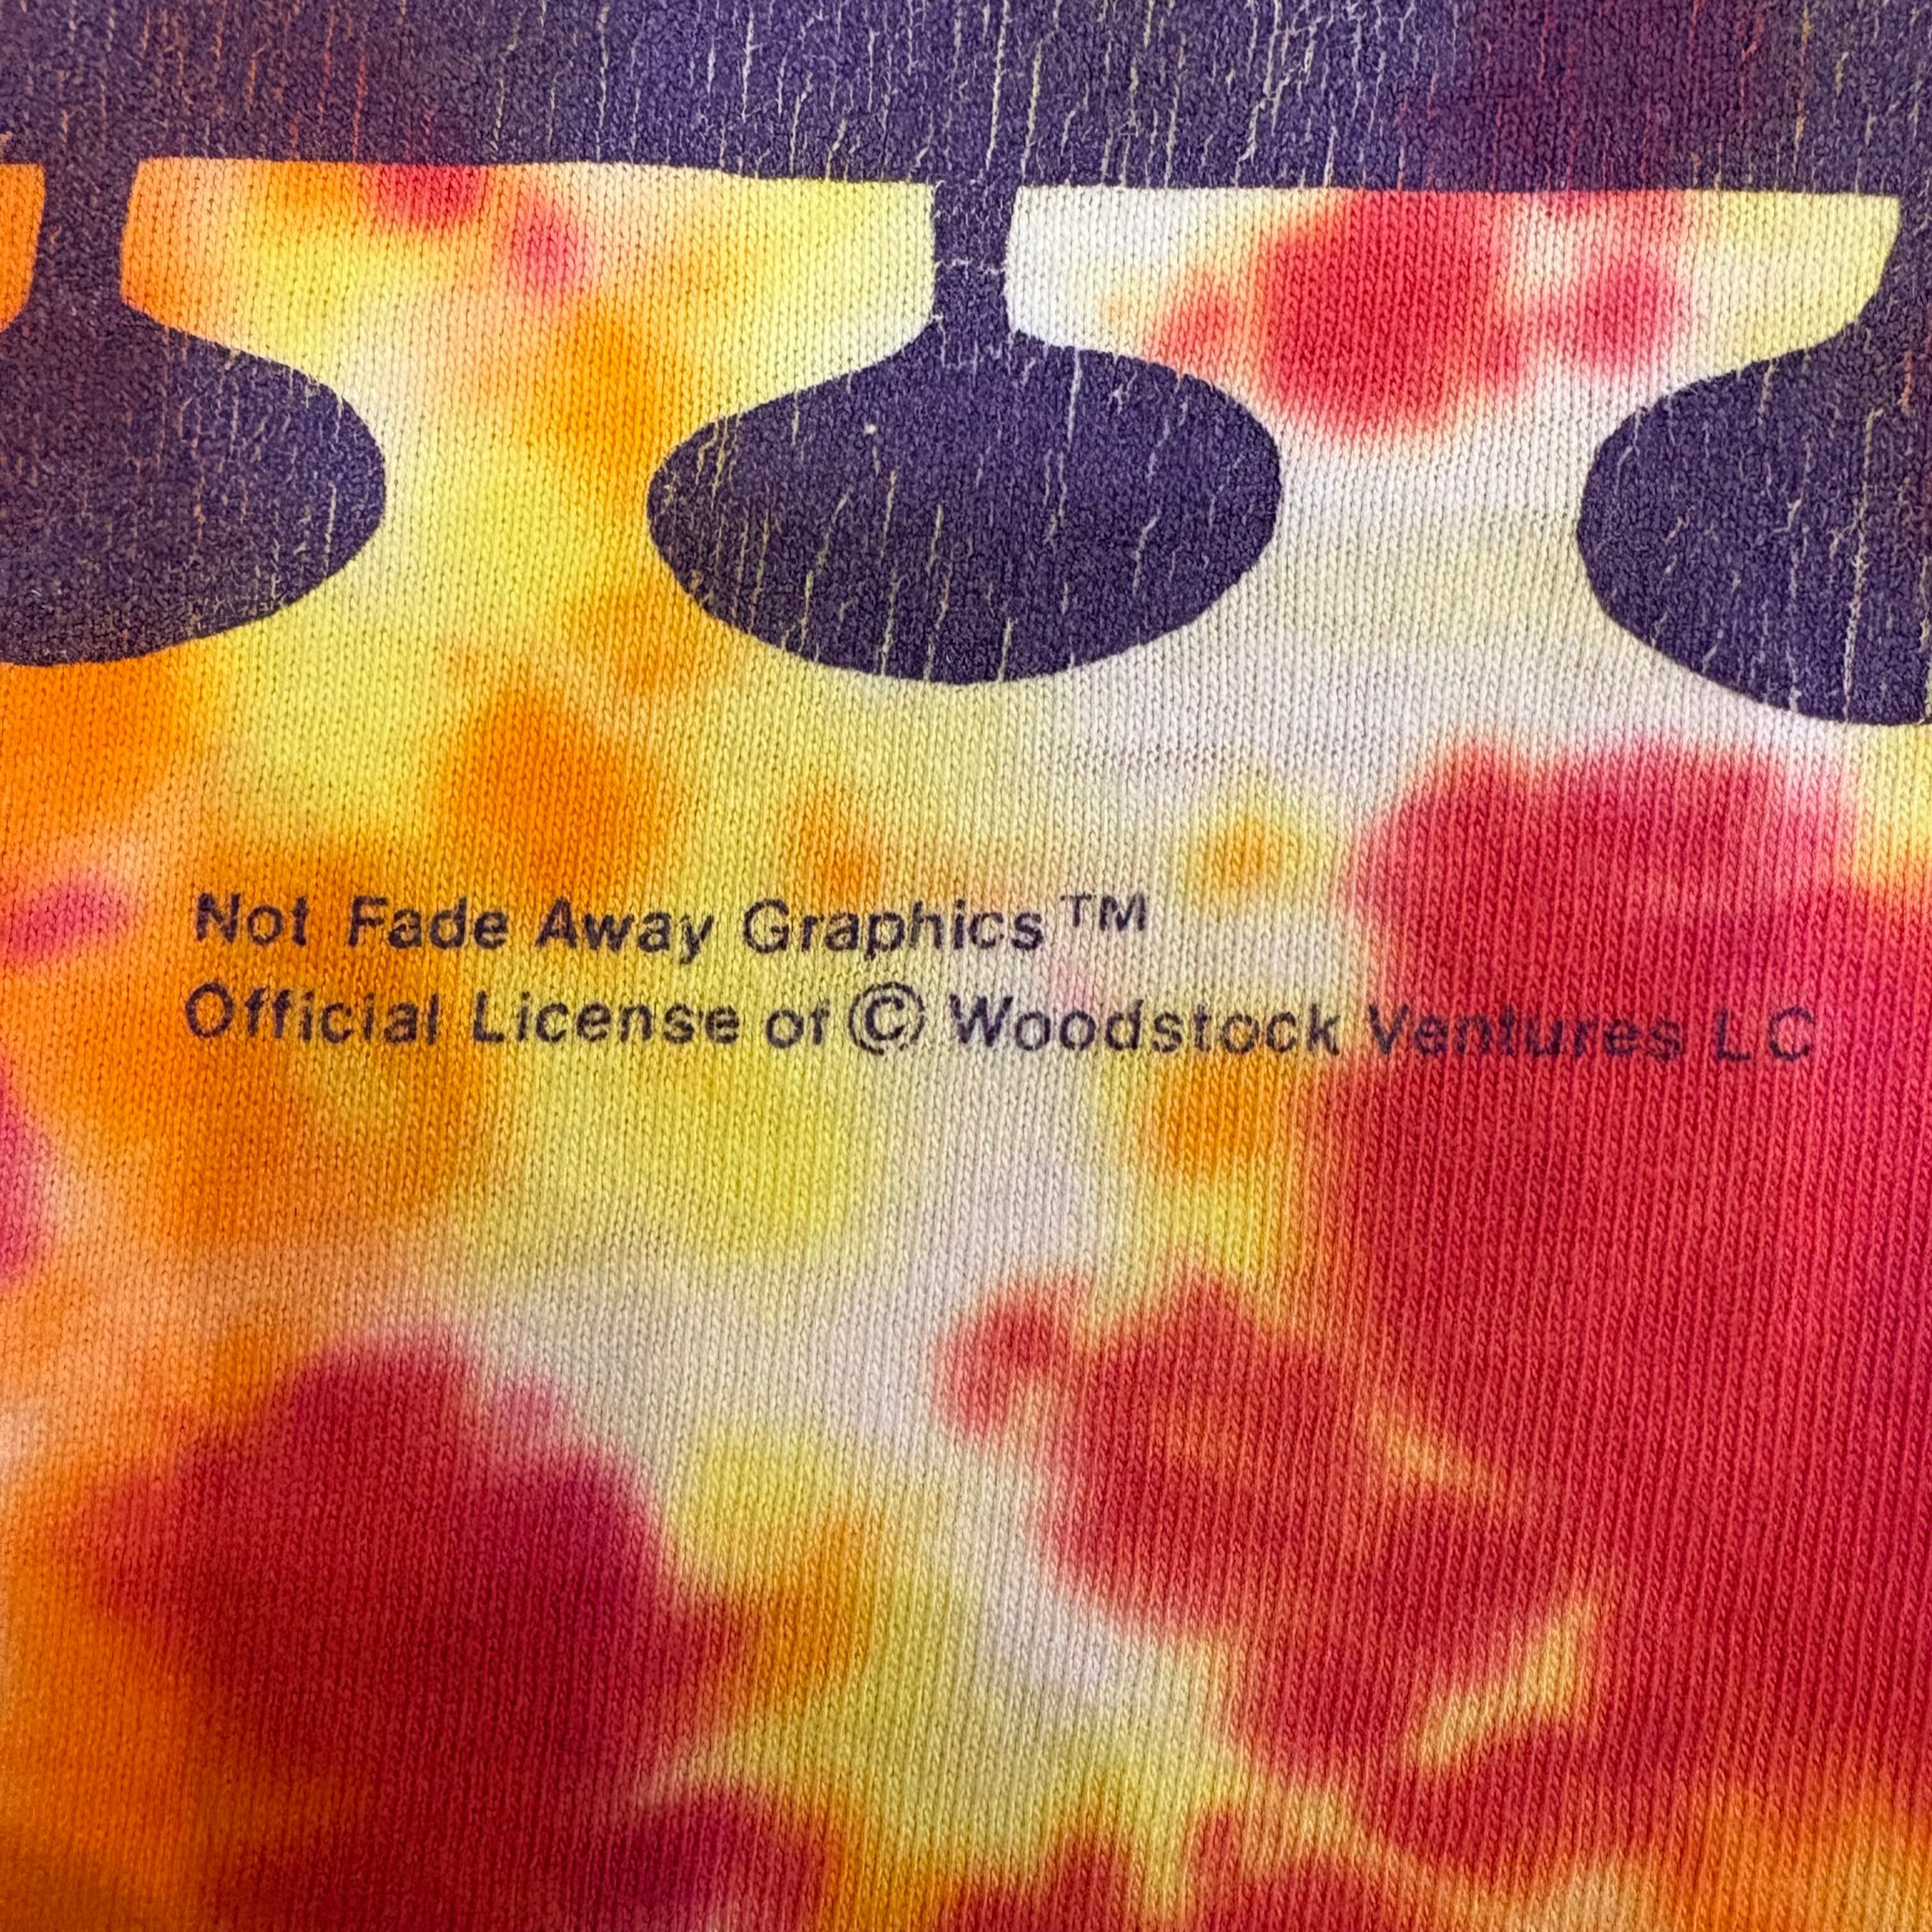 Not Fade Away Graphics™
Official License of © Woodstock Ventures LC